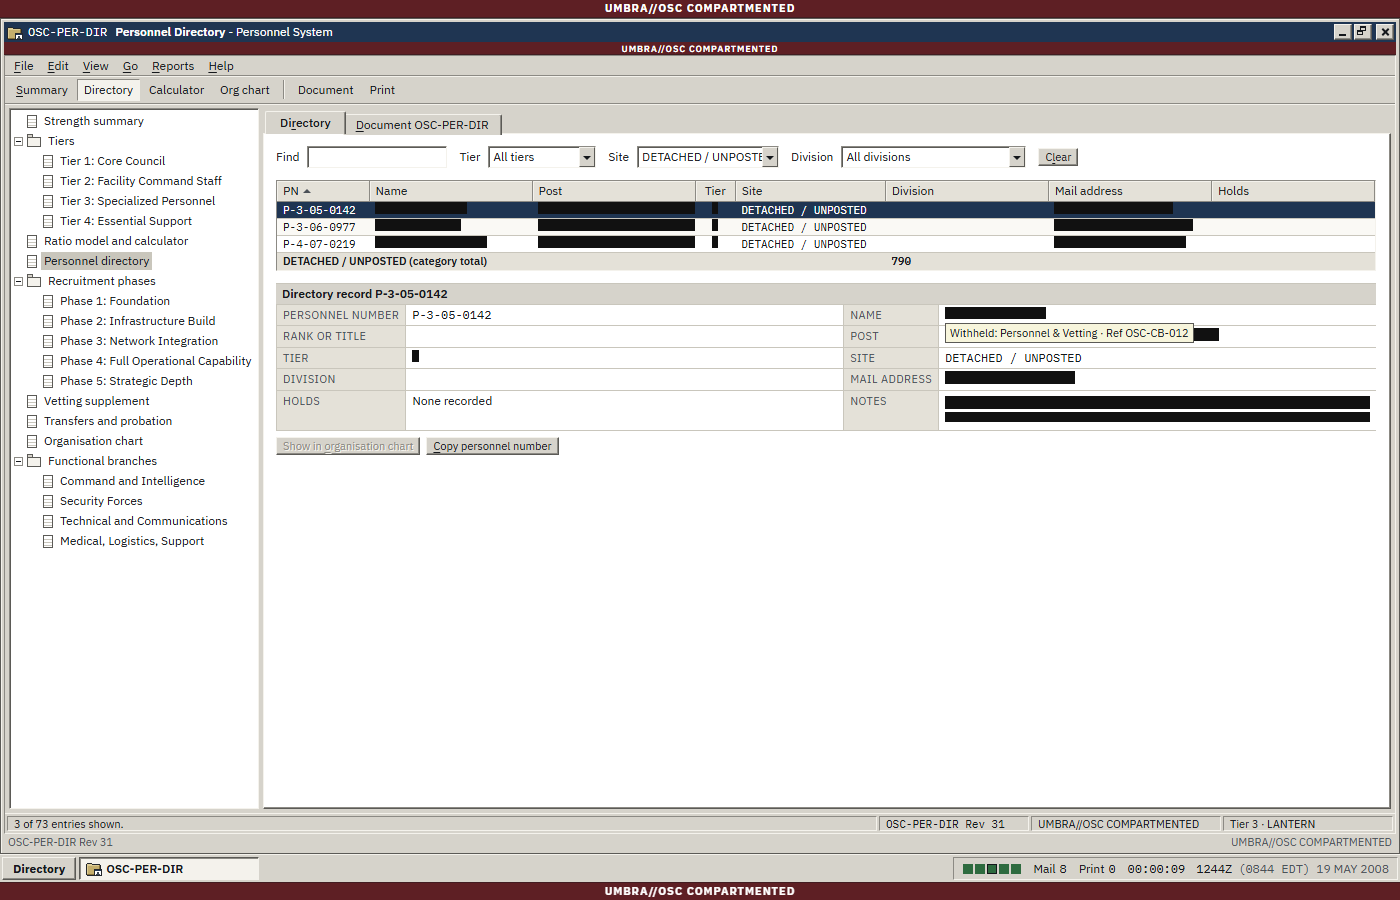 UMBRA//OSC COMPARTMENTED
OSC-PER-DIR Personnel Directory - Personnel System
UMBRA//OSC COMPARTMENTED
File Edit View Go Reports Help
Summary Directory Calculator Org chart Document Print
Strength summary
Tiers
Tier 1: Core Council
Tier 2: Facility Command Staff
Tier 3: Specialized Personnel
Tier 4: Essential Support
Ratio model and calculator
Personnel directory
Recruitment phases
Phase 1: Foundation
Phase 2: Infrastructure Build
Phase 3: Network Integration
Phase 4: Full Operational Capability
Phase 5: Strategic Depth
Vetting supplement
Transfers and probation
Organisation chart
Functional branches
Command and Intelligence
Security Forces
Technical and Communications
Medical, Logistics, Support
Directory Document OSC-PER-DIR
Find Tier All tiers Site DETACHED / UNPOSTE Division All divisions Clear
PN Name Post Tier Site Division Mail address Holds
P-3-05-0142 DETACHED / UNPOSTED
P-3-06-0977 DETACHED / UNPOSTED
P-4-07-0219 DETACHED / UNPOSTED
DETACHED / UNPOSTED (category total) 790
Directory record P-3-05-0142
PERSONNEL NUMBER P-3-05-0142 NAME
RANK OR TITLE POST Withheld: Personnel & Vetting · Ref OSC-CB-012
TIER SITE DETACHED / UNPOSTED
DIVISION MAIL ADDRESS
HOLDS None recorded NOTES
Show in organisation chart Copy personnel number
3 of 73 entries shown. OSC-PER-DIR Rev 31 UMBRA//OSC COMPARTMENTED Tier 3 · LANTERN
OSC-PER-DIR Rev 31 UMBRA//OSC COMPARTMENTED
Directory OSC-PER-DIR Mail 8 Print 0 00:00:09 1244Z (0844 EDT) 19 MAY 2008
UMBRA//OSC COMPARTMENTED